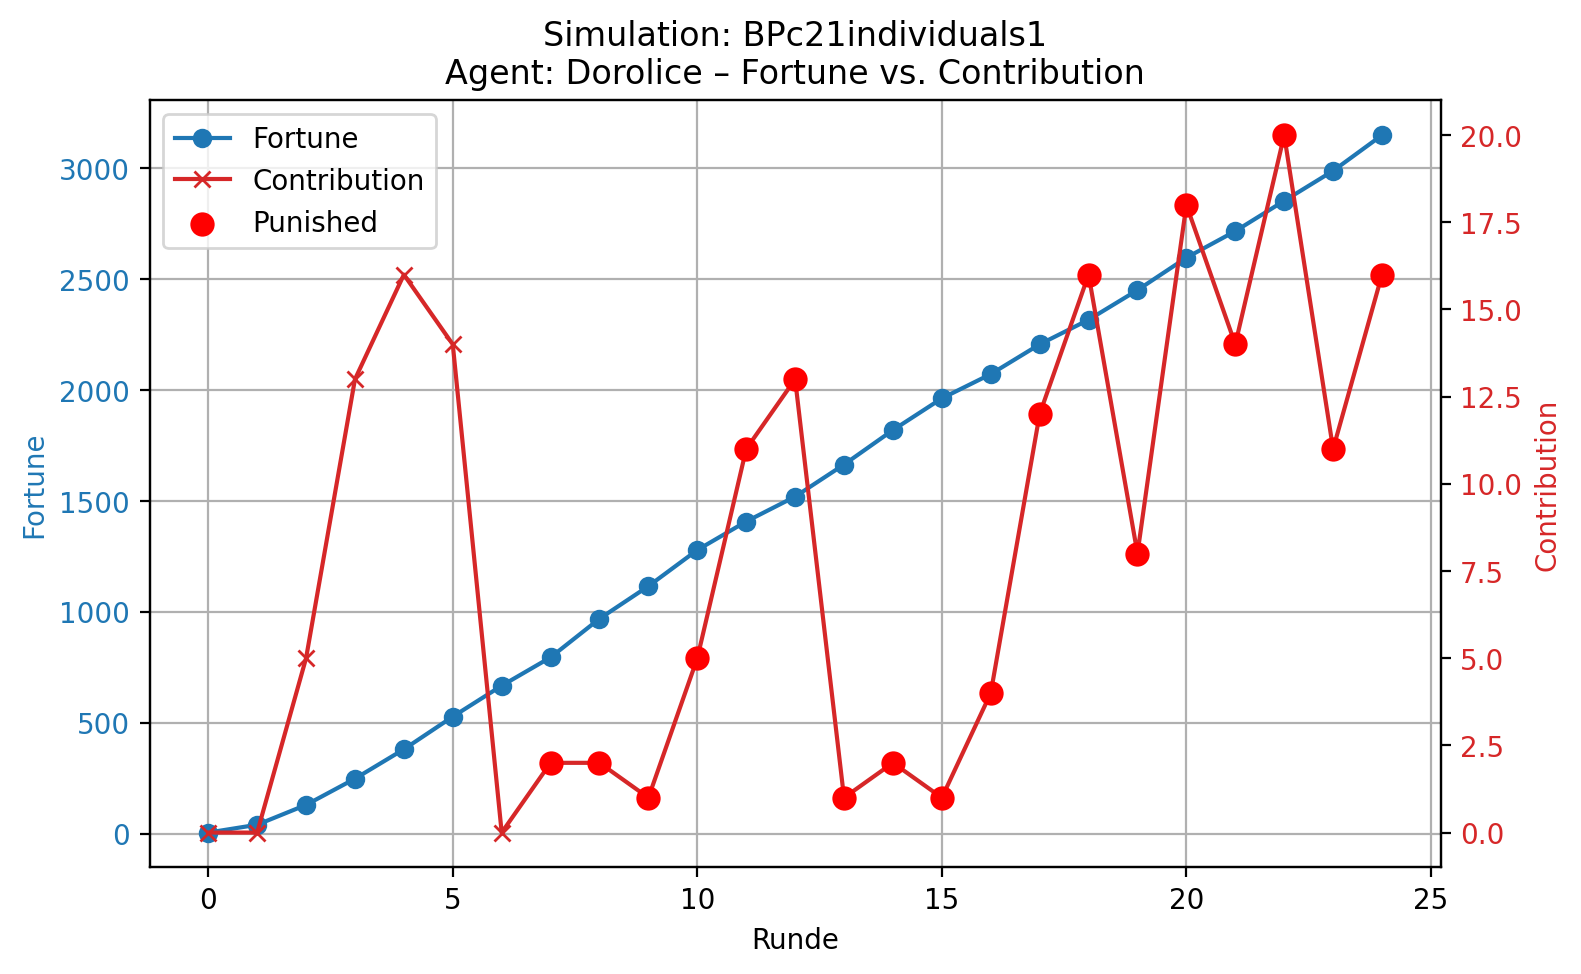 Simulation: BPc21individuals1
Agent: Dorolice – Fortune vs. Contribution
Fortune
Contribution
Punished
3000
2500
2000
1500
1000
500
0
Fortune
20.0
17.5
15.0
12.5
10.0
7.5
5.0
2.5
0.0
Contribution
0 5 10 15 20 25
Runde